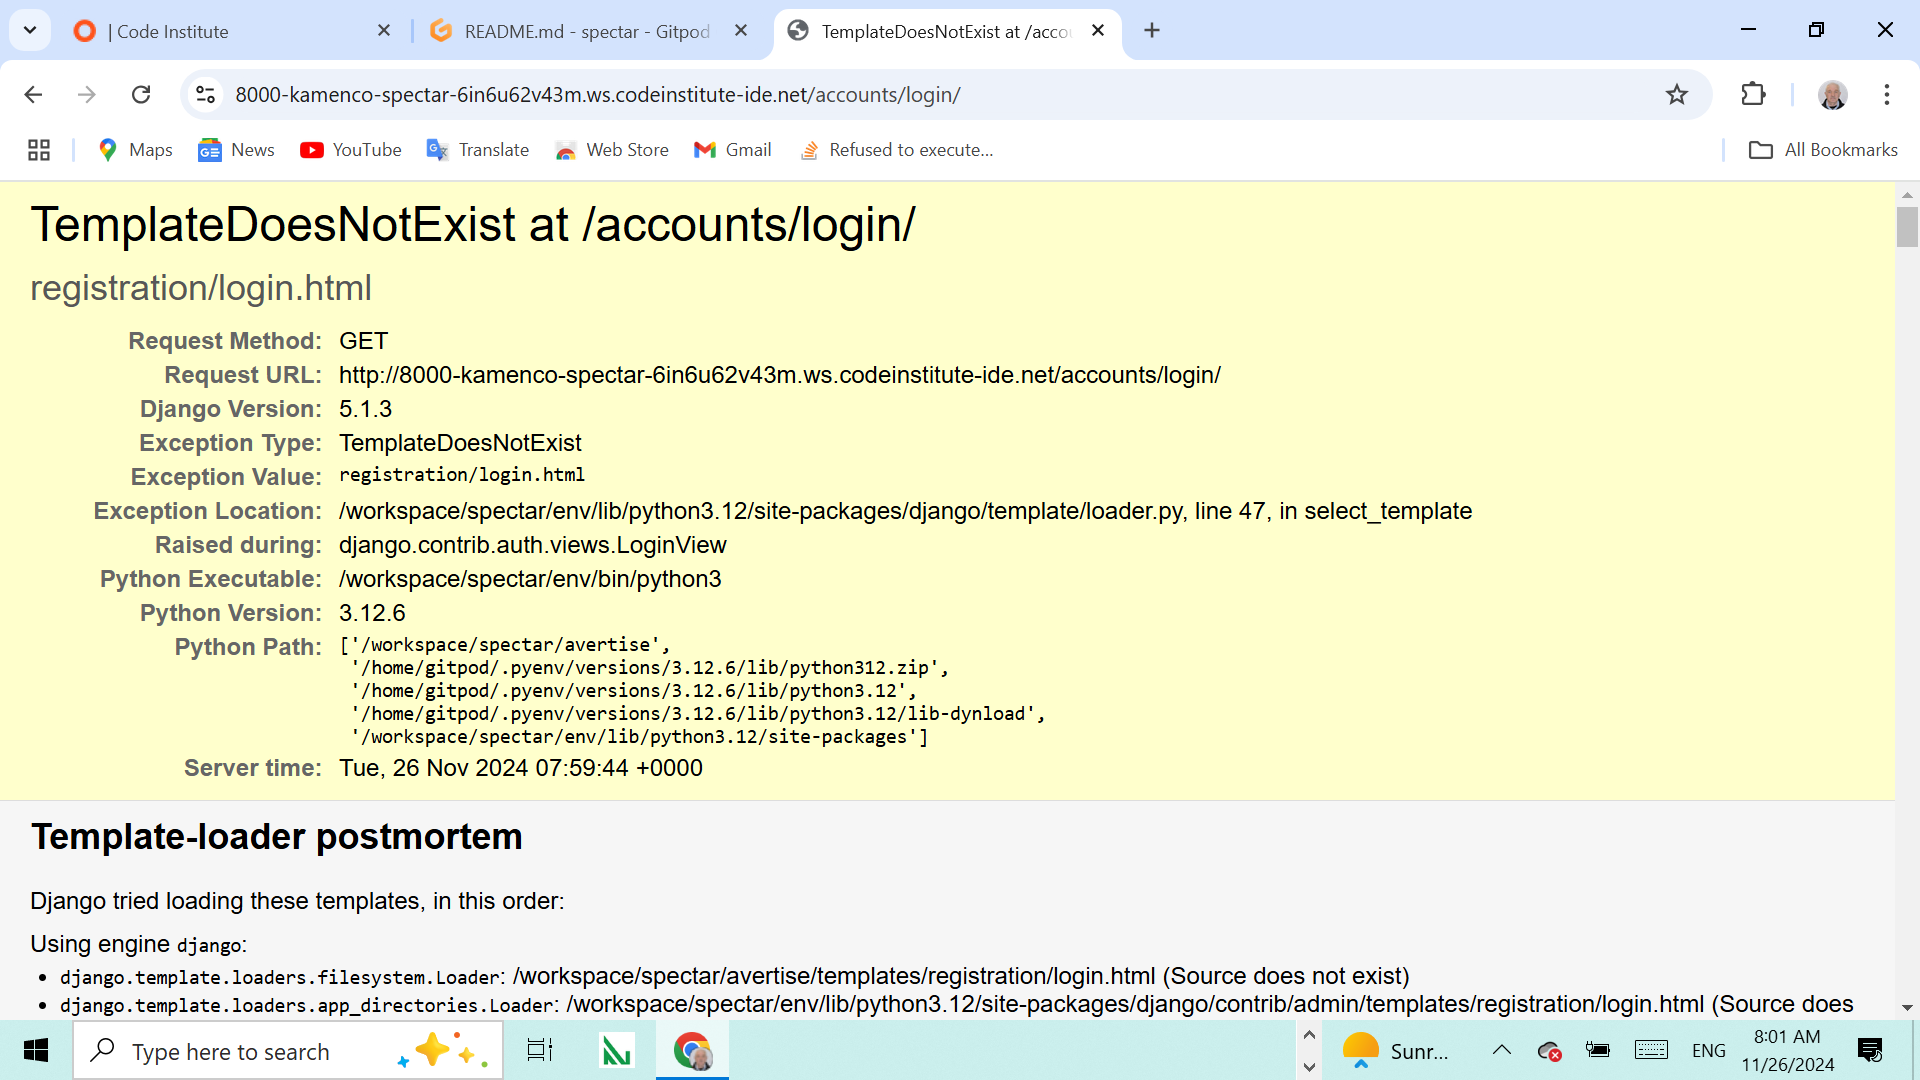 | Code Institute
README.md - spectar - Gitpod
TemplateDoesNotExist at /acco
8000-kamenco-spectar-6in6u62v43m.ws.codeinstitute-ide.net/accounts/login/
Maps
News
YouTube
Translate
Web Store
Gmail
Refused to execute...
All Bookmarks
TemplateDoesNotExist at /accounts/login/
registration/login.html
Request Method: GET
Request URL: http://8000-kamenco-spectar-6in6u62v43m.ws.codeinstitute-ide.net/accounts/login/
Django Version: 5.1.3
Exception Type: TemplateDoesNotExist
Exception Value: registration/login.html
Exception Location: /workspace/spectar/env/lib/python3.12/site-packages/django/template/loader.py, line 47, in select_template
Raised during: django.contrib.auth.views.LoginView
Python Executable: /workspace/spectar/env/bin/python3
Python Version: 3.12.6
Python Path: ['/workspace/spectar/avertise',
'/home/gitpod/.pyenv/versions/3.12.6/lib/python312.zip',
'/home/gitpod/.pyenv/versions/3.12.6/lib/python3.12',
'/home/gitpod/.pyenv/versions/3.12.6/lib/python3.12/lib-dynload',
'/workspace/spectar/env/lib/python3.12/site-packages']
Server time: Tue, 26 Nov 2024 07:59:44 +0000
Template-loader postmortem
Django tried loading these templates, in this order:
Using engine django:
• django.template.loaders.filesystem.Loader: /workspace/spectar/avertise/templates/registration/login.html (Source does not exist)
• django.template.loaders.app_directories.Loader: /workspace/spectar/env/lib/python3.12/site-packages/django/contrib/admin/templates/registration/login.html (Source does
Type here to search
Sunr...
ENG
8:01 AM
11/26/2024